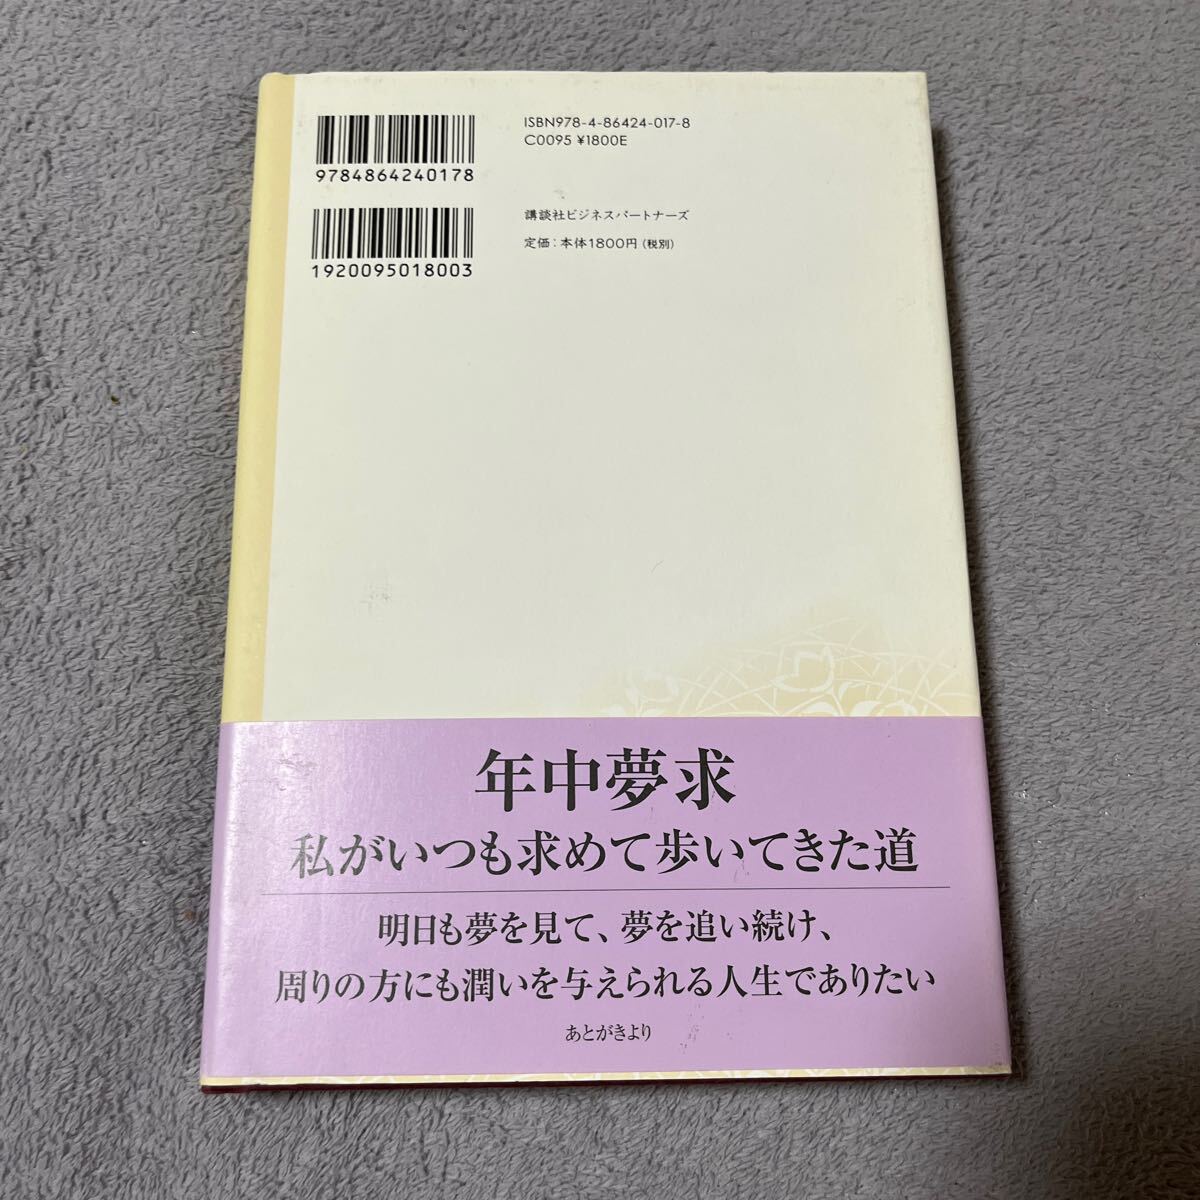 ISBN978-4-86424-017-8
C0095 ¥1800E
9784864240178
講談社ビジネスパートナーズ
定価：本体1800円（税別）
1920095018003
年中夢求
私がいつも求めて歩いてきた道
明日も夢を見て、夢を追い続け、
周りの方にも潤いを与えられる人生でありたい
あとがきより